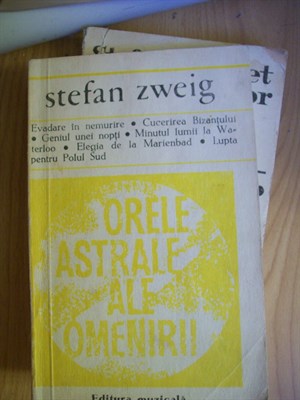 stefan zweig
Evadare în nemurire • Cucerirea Bizanțului
• Geniul unei nopți • Minutul lumii la Wa-
terloo • Elegia de la Marienbad • Lupta
pentru Polul Sud
ORELE
ASTRALE
ALE
OMENIRII
Editura muzicală